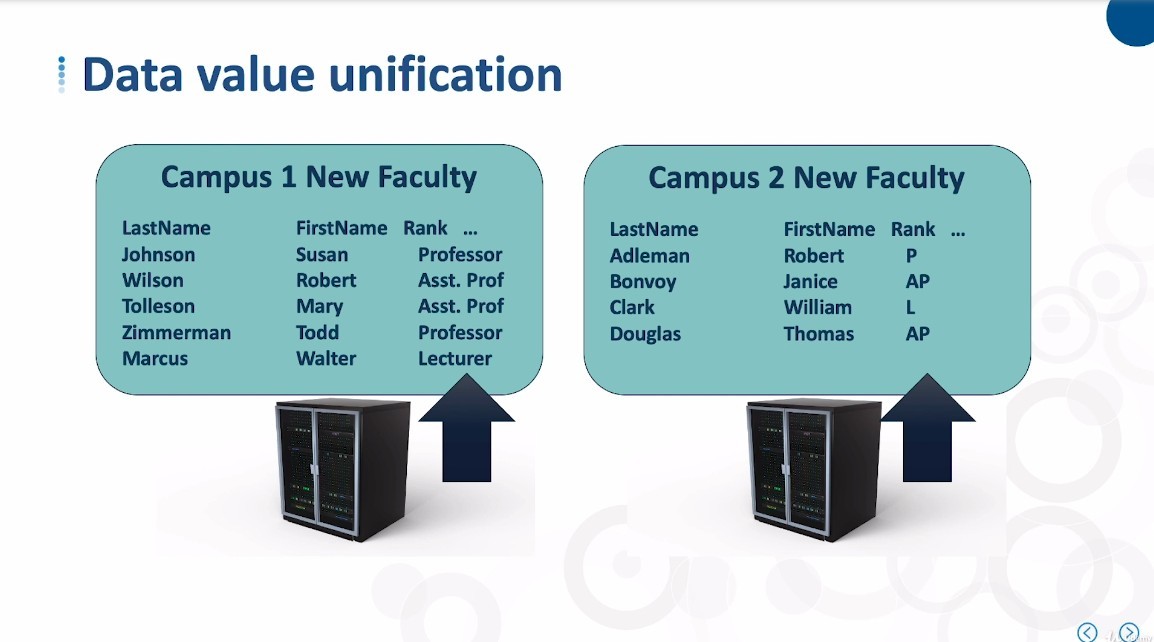 Data value unification
Campus 1 New Faculty
LastName FirstName Rank ...
Johnson Susan Professor
Wilson Robert Asst. Prof
Tolleson Mary Asst. Prof
Zimmerman Todd Professor
Marcus Walter Lecturer
Campus 2 New Faculty
LastName FirstName Rank ...
Adleman Robert P
Bonvoy Janice AP
Clark William L
Douglas Thomas AP